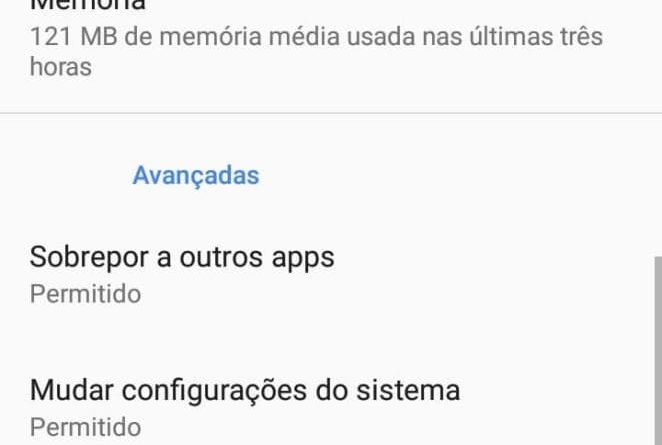 Memória
121 MB de memória média usada nas últimas três
horas
Avançadas
Sobrepor a outros apps
Permitido
Mudar configurações do sistema
Permitido